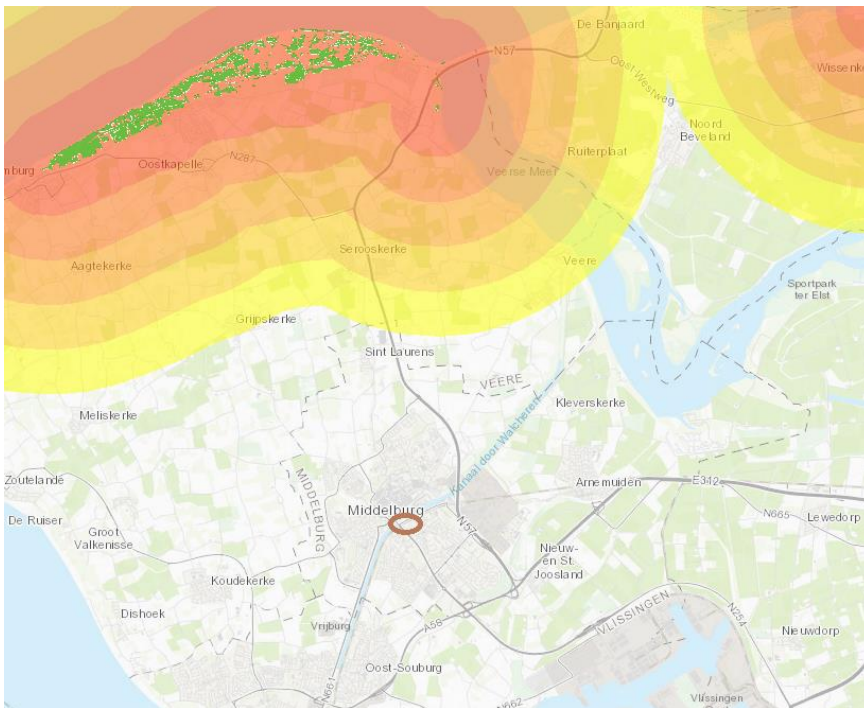 De Banjaard
N57
Oost-Westweg
Wissenk
Noord
Beveland
Ruiterplaat
N287
Oostkapelle
mburg
Veerse Meer
Serooskerke
Veere
Aagtekerke
Sportpark
ter Elst
Grijpskerke
Sint Laurens
VEERE
Kleverskerke
Meliskerke
Kanaal door Walcheren
Zoutelande
MIDDELBURG
Arnemuiden
E312
Middelburg
N57
N665
Lewedorp
De Ruiser
Groot
Valkenisse
Nieuw-
en St.
Joosland
Koudekerke
Dishoek
VLISSINGEN
N254
Vrijburg
A58
Nieuwdorp
Oost-Souburg
N661
N662
Vlissingen